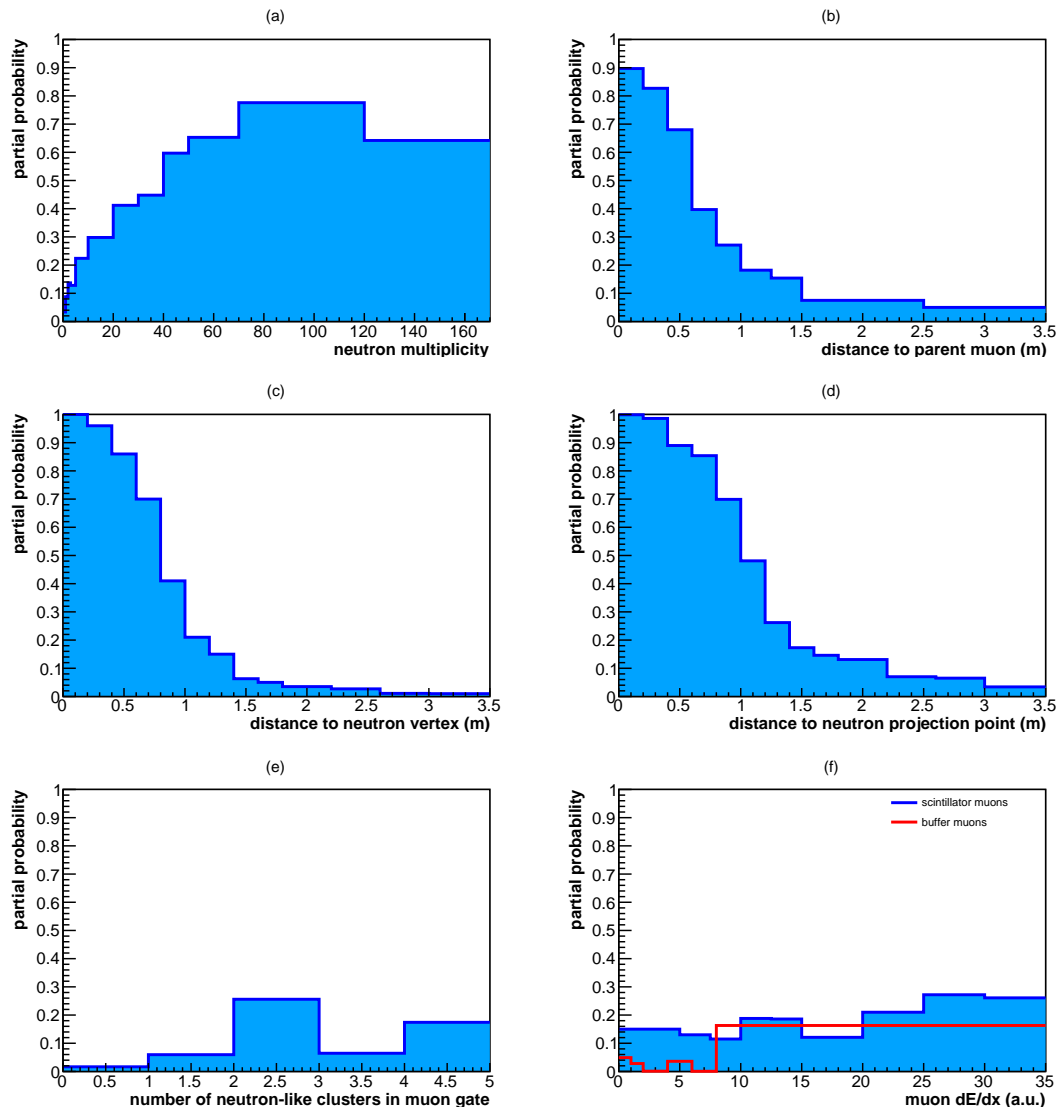 (a)
partial probability
1
0.9
0.8
0.7
0.6
0.5
0.4
0.3
0.2
0.1
0
0 20 40 60 80 100 120 140 160
neutron multiplicity
(b)
partial probability
1
0.9
0.8
0.7
0.6
0.5
0.4
0.3
0.2
0.1
0
0 0.5 1 1.5 2 2.5 3 3.5
distance to parent muon (m)
(c)
partial probability
1
0.9
0.8
0.7
0.6
0.5
0.4
0.3
0.2
0.1
0
0 0.5 1 1.5 2 2.5 3 3.5
distance to neutron vertex (m)
(d)
partial probability
1
0.9
0.8
0.7
0.6
0.5
0.4
0.3
0.2
0.1
0
0 0.5 1 1.5 2 2.5 3 3.5
distance to neutron projection point (m)
(e)
partial probability
1
0.9
0.8
0.7
0.6
0.5
0.4
0.3
0.2
0.1
0
0 1 2 3 4 5
number of neutron-like clusters in muon gate
(f)
partial probability
1
0.9
0.8
0.7
0.6
0.5
0.4
0.3
0.2
0.1
0
scintillator muons
buffer muons
0 5 10 15 20 25 30 35
muon dE/dx (a.u.)